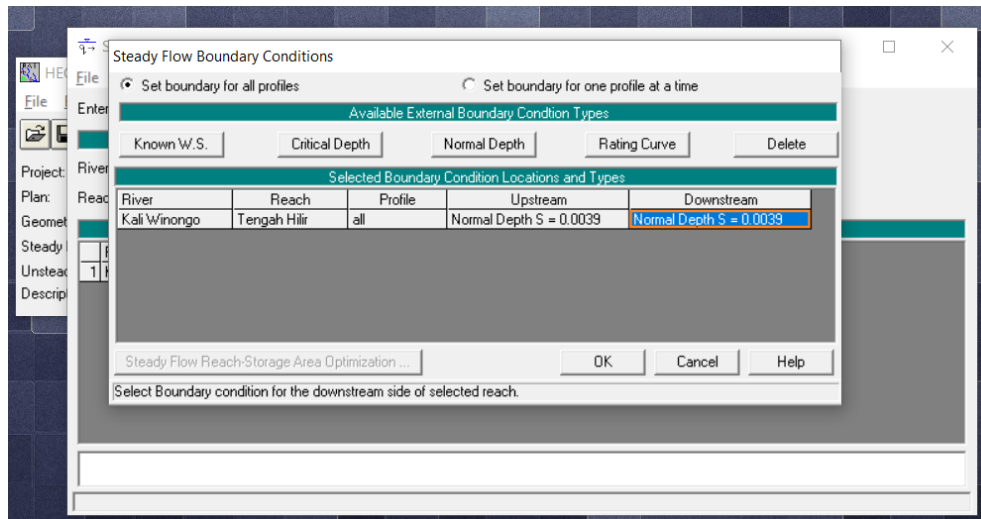 Steady Flow Boundary Conditions
HEC
File
File
Set boundary for all profiles
Set boundary for one profile at a time
Enter
Available External Boundary Condtion Types
Known W.S.
Critical Depth
Normal Depth
Rating Curve
Delete
Project:
River
Selected Boundary Condition Locations and Types
Plan:
Reac
River Reach Profile Upstream Downstream
Geomet
Kali Winongo Tengah Hilir all Normal Depth S = 0.0039 Normal Depth S = 0.0039
Steady
Unsteac
1
Descrip
Steady Flow Reach-Storage Area Optimization ...
OK
Cancel
Help
Select Boundary condition for the downstream side of selected reach.